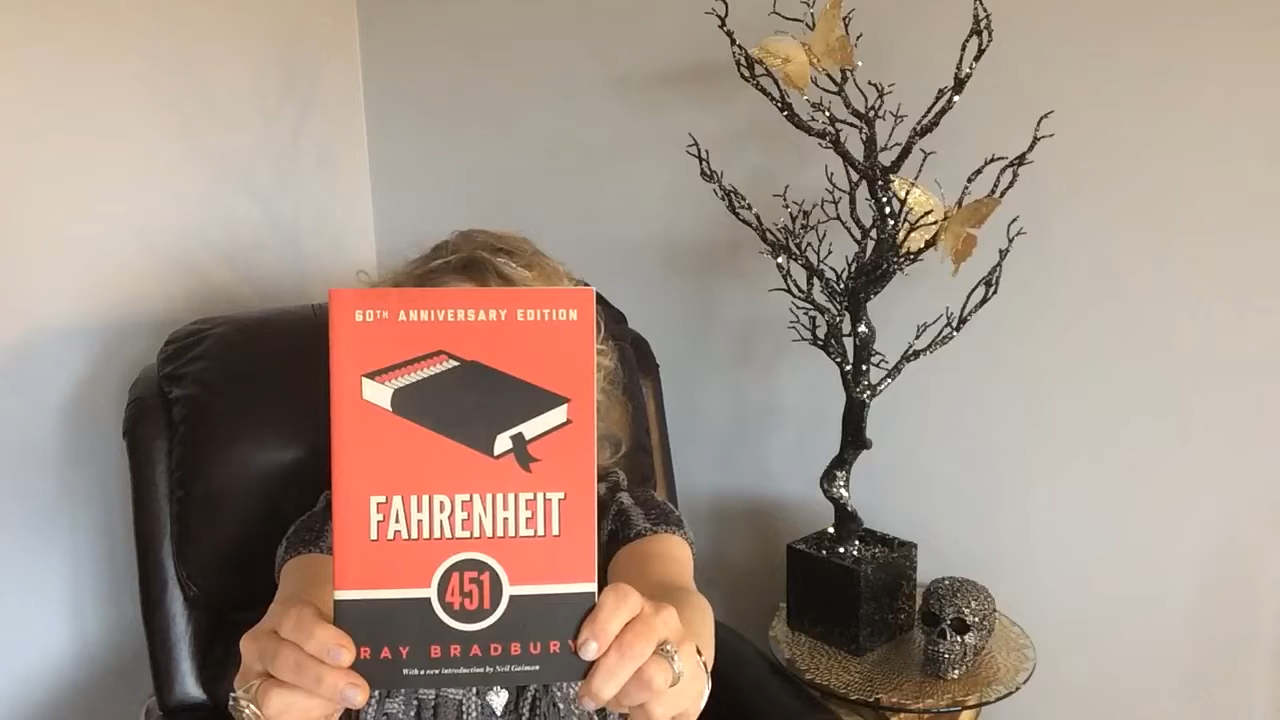 60TH ANNIVERSARY EDITION
FAHRENHEIT
451
RAY BRADBURY
With a new introduction by Neil Gaiman